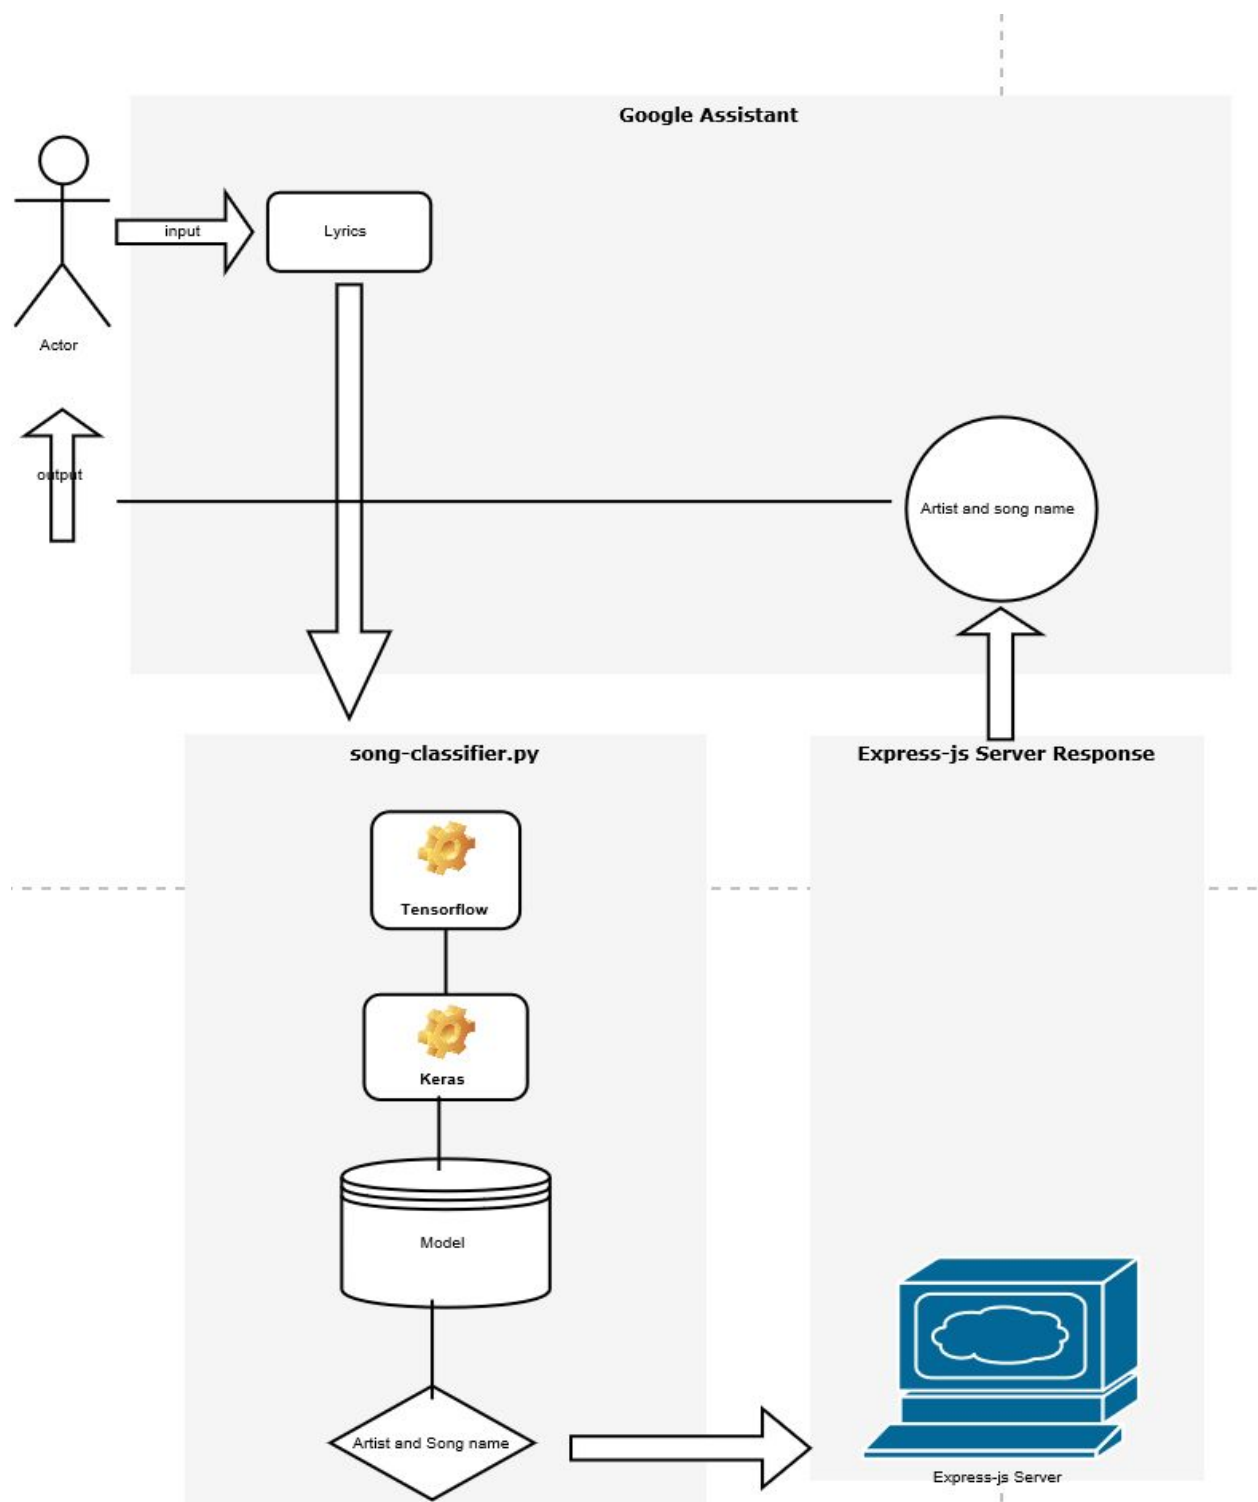 Google Assistant
input
Lyrics
Actor
output
Artist and song name
song-classifier.py
Express-js Server Response
Tensorflow
Keras
Model
Artist and Song name
Express-js Server